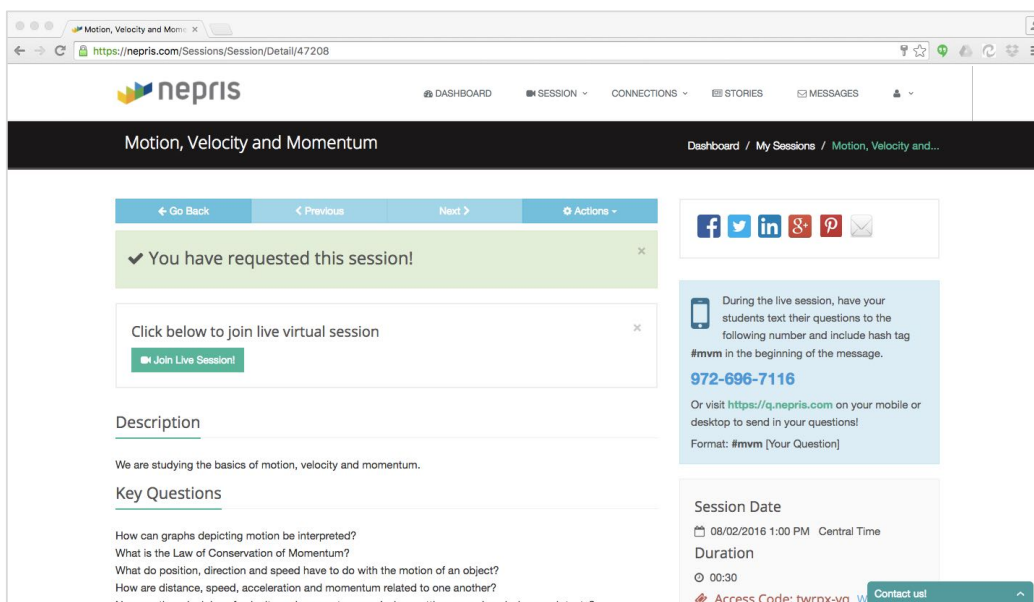 Motion, Velocity and Mome
https://nepris.com/Sessions/Session/Detail/47208
nepris
DASHBOARD SESSION CONNECTIONS STORIES MESSAGES
Motion, Velocity and Momentum
Dashboard / My Sessions / Motion, Velocity and...
Go Back Previous Next Actions
You have requested this session!
Click below to join live virtual session
Join Live Session!
Description
We are studying the basics of motion, velocity and momentum.
Key Questions
How can graphs depicting motion be interpreted?
What is the Law of Conservation of Momentum?
What do position, direction and speed have to do with the motion of an object?
How are distance, speed, acceleration and momentum related to one another?
During the live session, have your
students text their questions to the
following number and include hash tag
#mvm in the beginning of the message.
972-696-7116
Or visit https://q.nepris.com on your mobile or
desktop to send in your questions!
Format: #mvm [Your Question]
Session Date
08/02/2016 1:00 PM Central Time
Duration
00:30
Access Code:
Contact us!